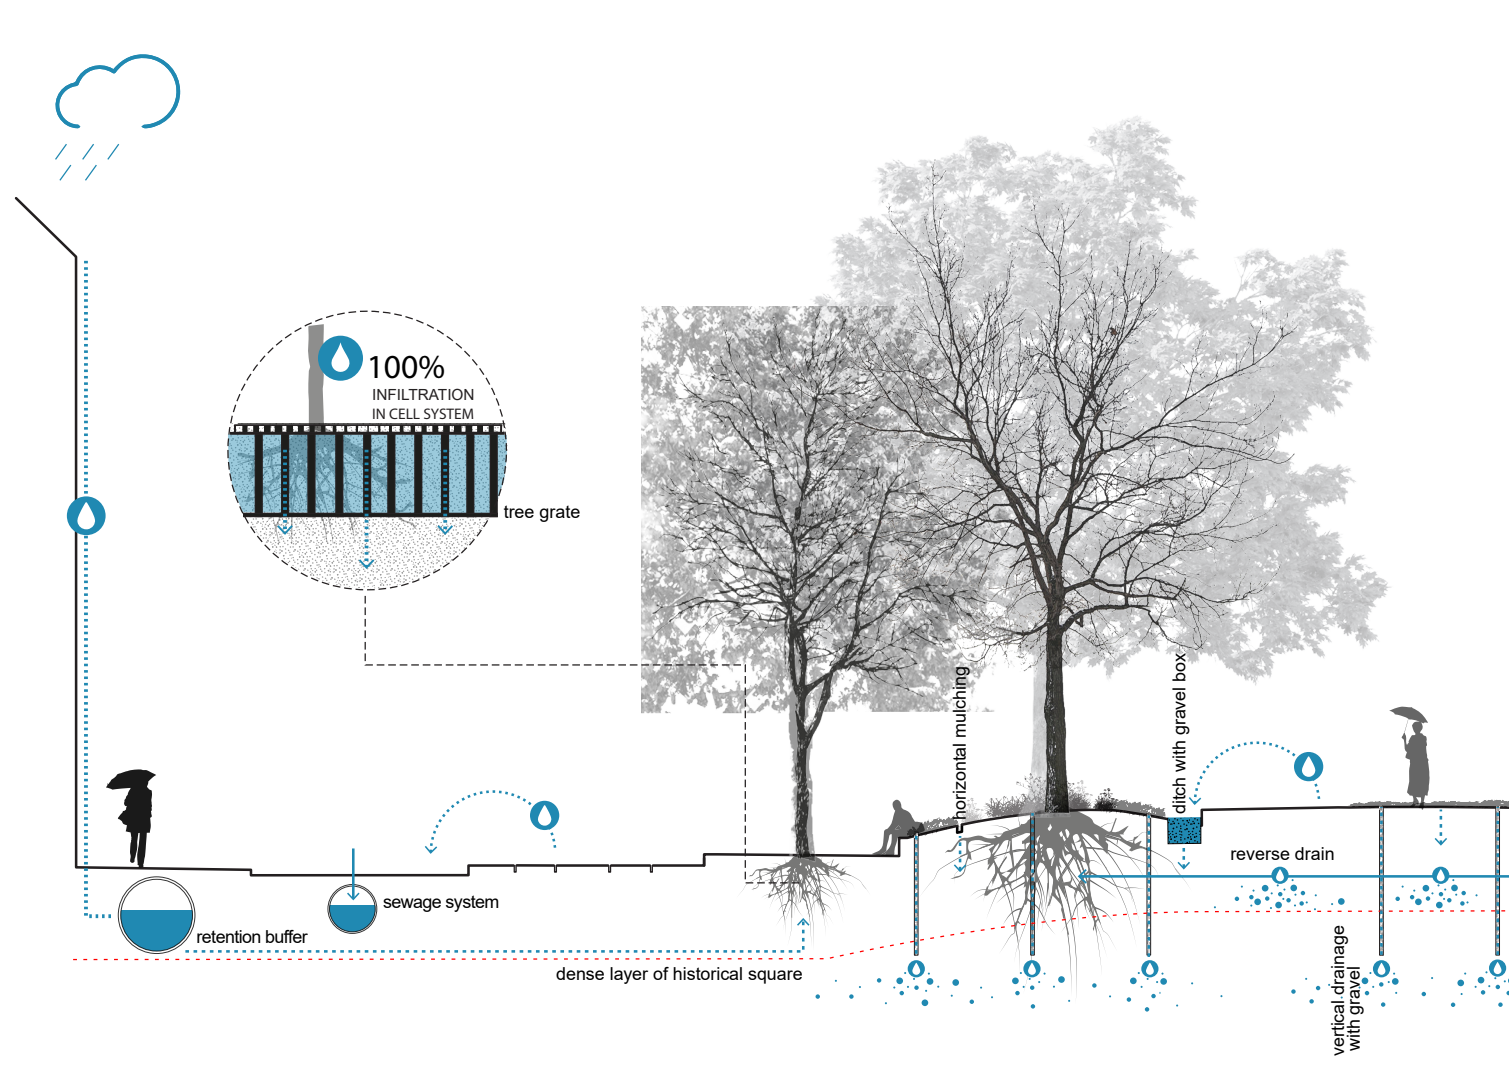 100%
INFILTRATION
IN CELL SYSTEM
tree grate
horizontal mulching
ditch with gravel box
reverse drain
sewage system
retention buffer
dense layer of historical square
vertical drainage
with gravel